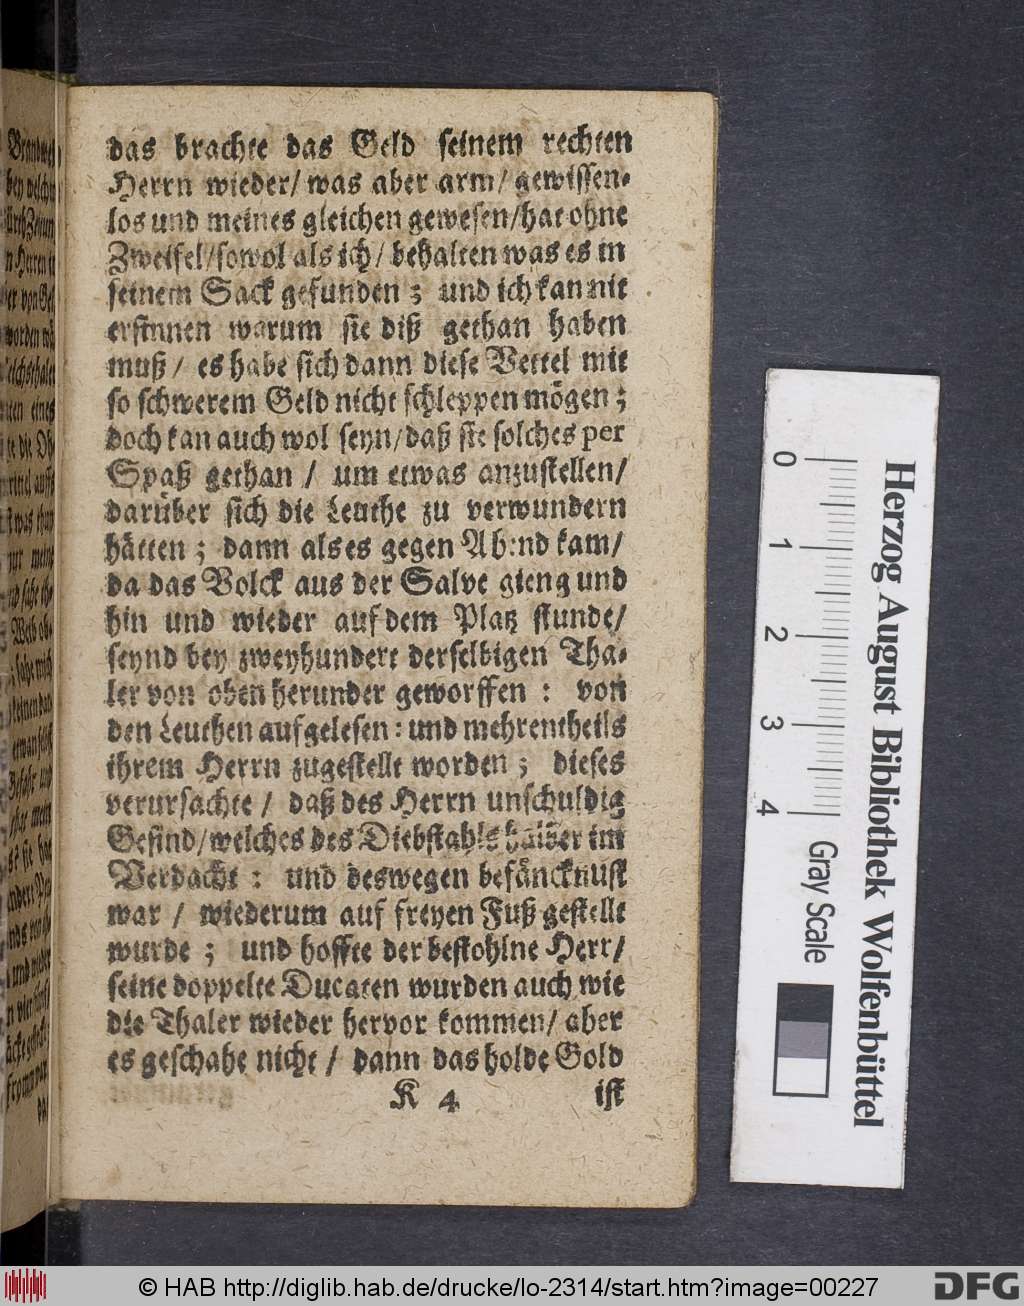 das brachte das Geld seinem rechten
Herrn wieder/ was aber arm/ gewissen-
los und meines gleichen gewesen/hat ohne
Zweifel/sowol als ich/ behalten was es in
seinem Sack gefunden; und ich kan nit
ersinnen warum sie diß gethan haben
muß/ es habe sich dann diese Vettel mit
so schwerem Geld nicht schleppen mögen;
doch kan auch wol seyn/daß sie solches per
Spaß gethan/ um etwas anzustellen/
darüber sich die Leuthe zu verwundern
hätten; dann als es gegen Abend kam/
da das Volck aus der Salve gieng und
hin und wieder auf dem Platz stunde/
seynd bey zweyhundert derselbigen Tha-
ler von oben herunder geworffen: von
den Leuthen aufgelesen: und mehrentheils
ihrem Herrn zugestellt worden; dieses
verursachte/ daß des Herrn unschuldig
Gesind/welches des Diebstahls halber im
Verdacht: und deswegen befäncknust
war/ wiederum auf freyen Fuß gestellt
wurde; und hoffte der bestohlne Herr/
seine doppelte Ducaten wurden auch wie
die Thaler wieder hervor kommen/ aber
es geschahe nicht/ dann das holde Gold
K 4 ist
0 1 2 3 4
Gray Scale
Herzog August Bibliothek Wolfenbüttel
© HAB http://diglib.hab.de/drucke/lo-2314/start.htm?image=00227
DFG